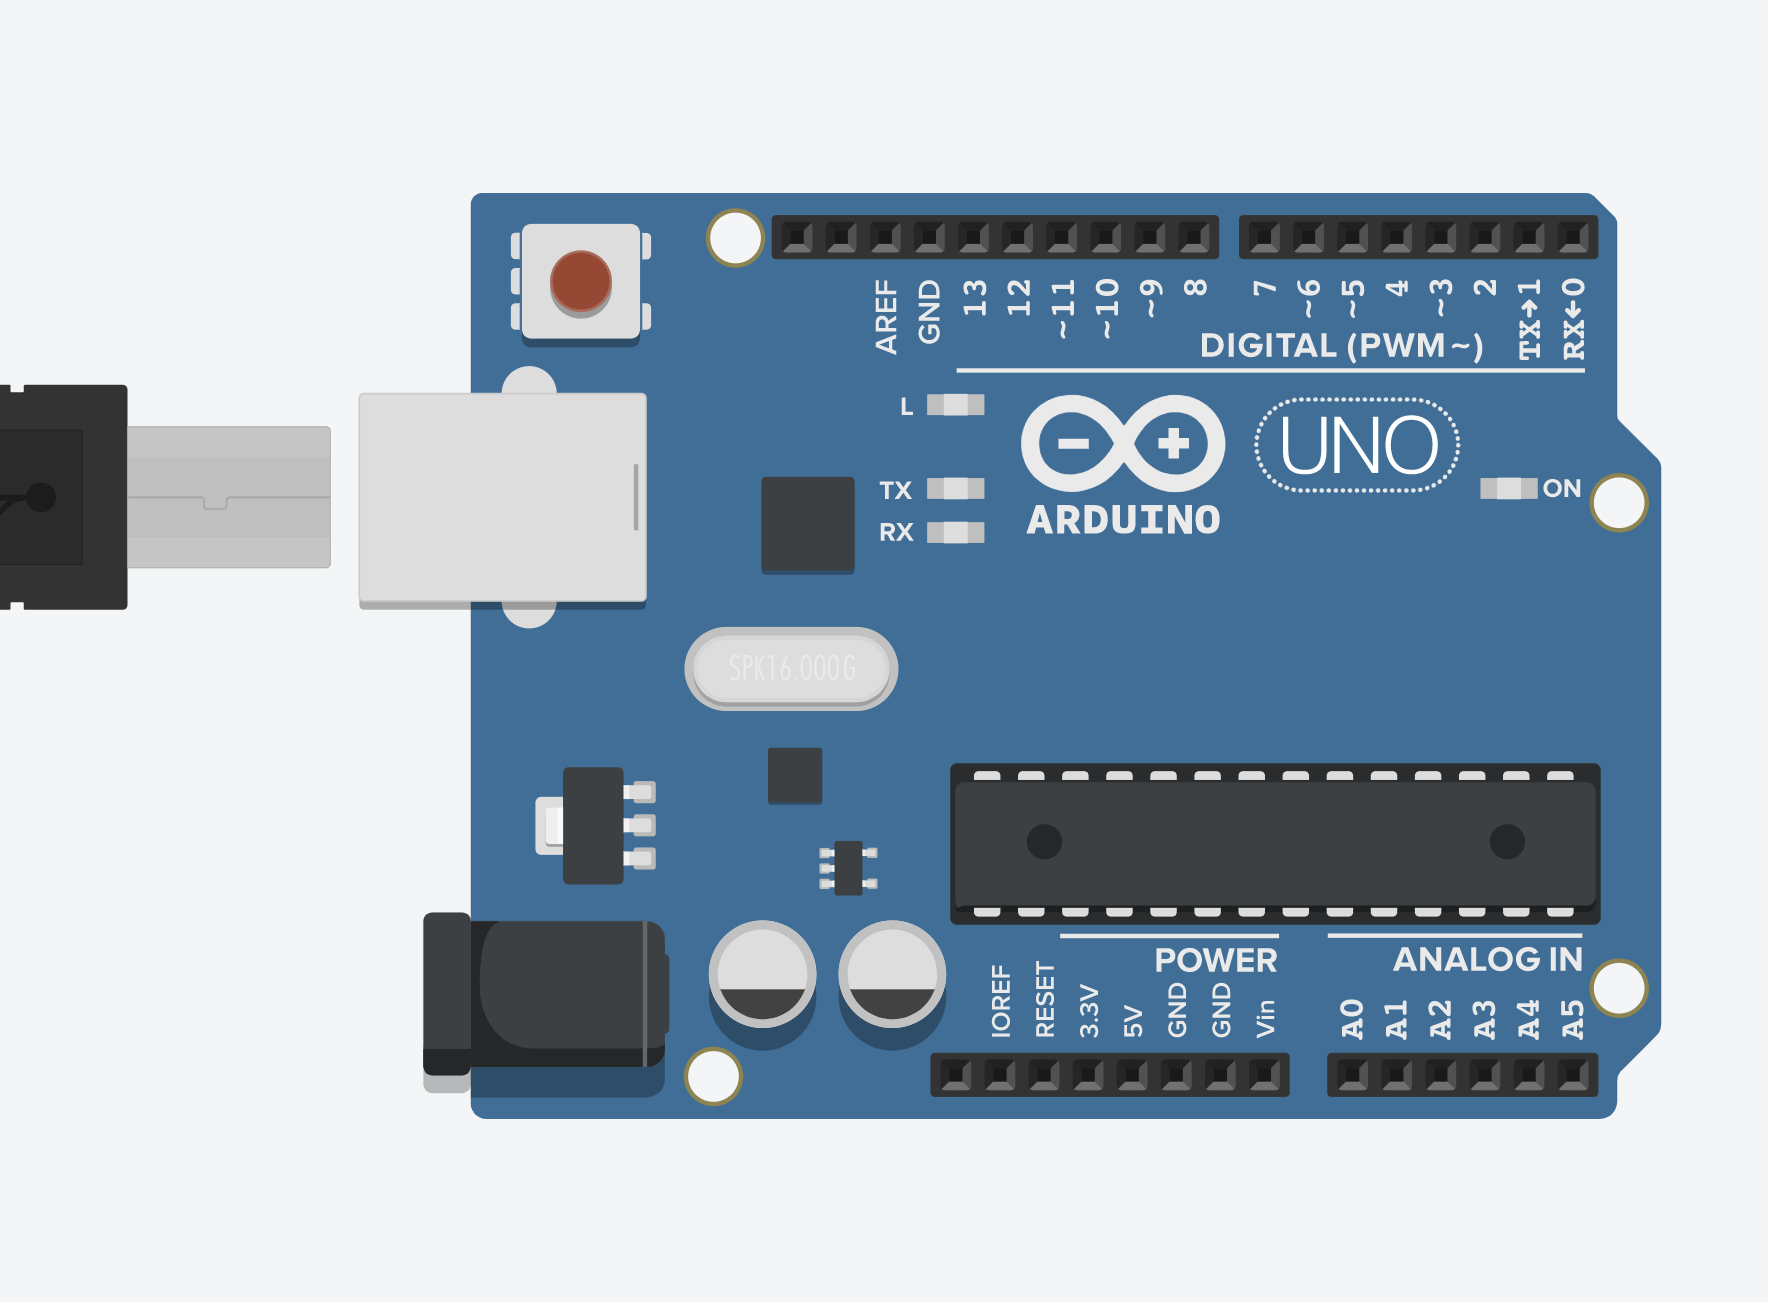 AREF
GND
13
12
~11
~10
~9
8
7
~6
~5
4
~3
2
TX→1
RX←0
DIGITAL (PWM~)
L
TX
RX
ARDUINO
UNO
ON
SPK16.000G
POWER
ANALOG IN
IOREF
RESET
3.3V
5V
GND
GND
Vin
A0
A1
A2
A3
A4
A5